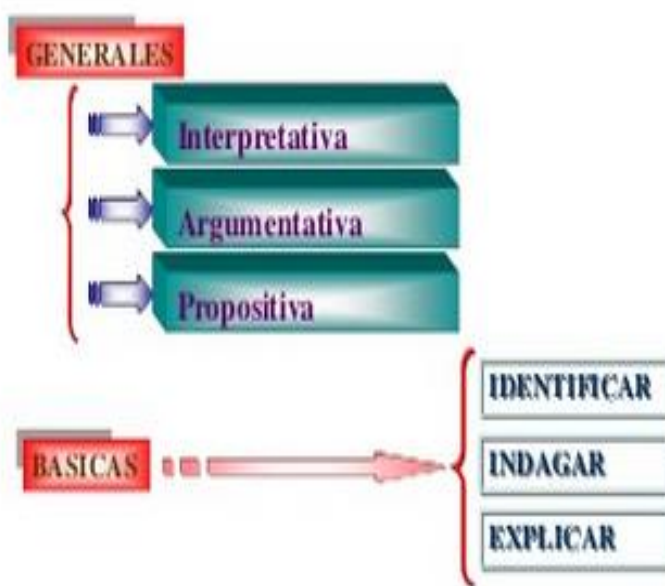 GENERALES
Interpretativa
Argumentativa
Propositiva
BASICAS
IDENTIFICAR
INDAGAR
EXPLICAR